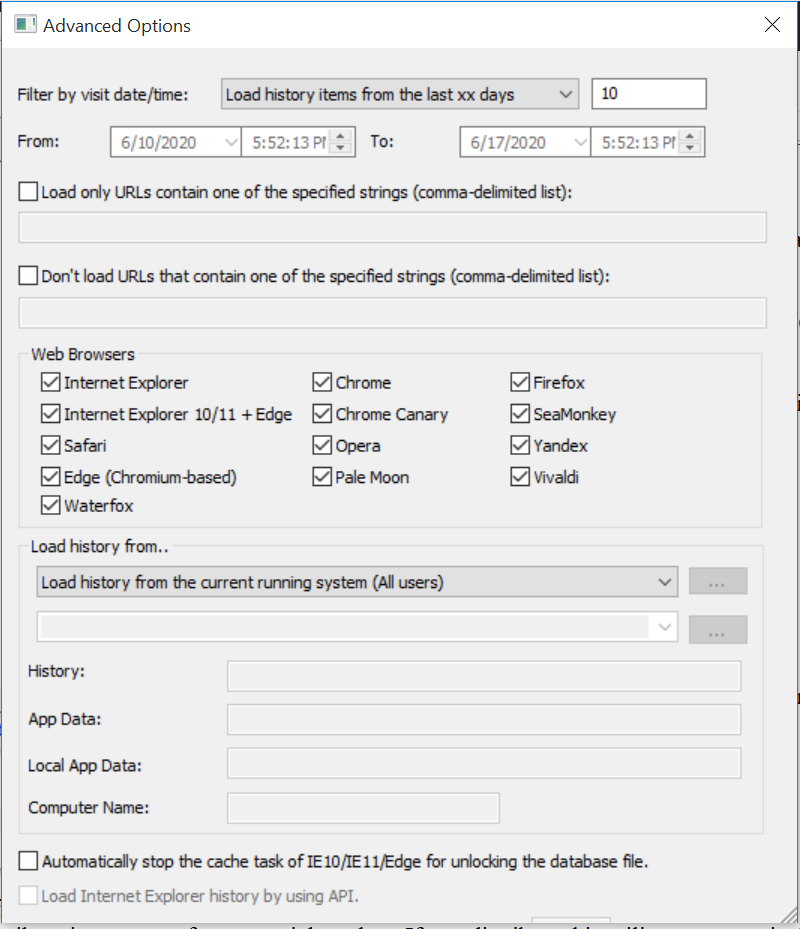 Advanced Options
Filter by visit date/time: Load history items from the last xx days 10
From: 6/10/2020 5:52:13 PM To: 6/17/2020 5:52:13 PM
Load only URLs contain one of the specified strings (comma-delimited list):
Don't load URLs that contain one of the specified strings (comma-delimited list):
Web Browsers
Internet Explorer Chrome Firefox
Internet Explorer 10/11 + Edge Chrome Canary SeaMonkey
Safari Opera Yandex
Edge (Chromium-based) Pale Moon Vivaldi
Waterfox
Load history from..
Load history from the current running system (All users) ...
...
History:
App Data:
Local App Data:
Computer Name:
Automatically stop the cache task of IE10/IE11/Edge for unlocking the database file.
Load Internet Explorer history by using API.